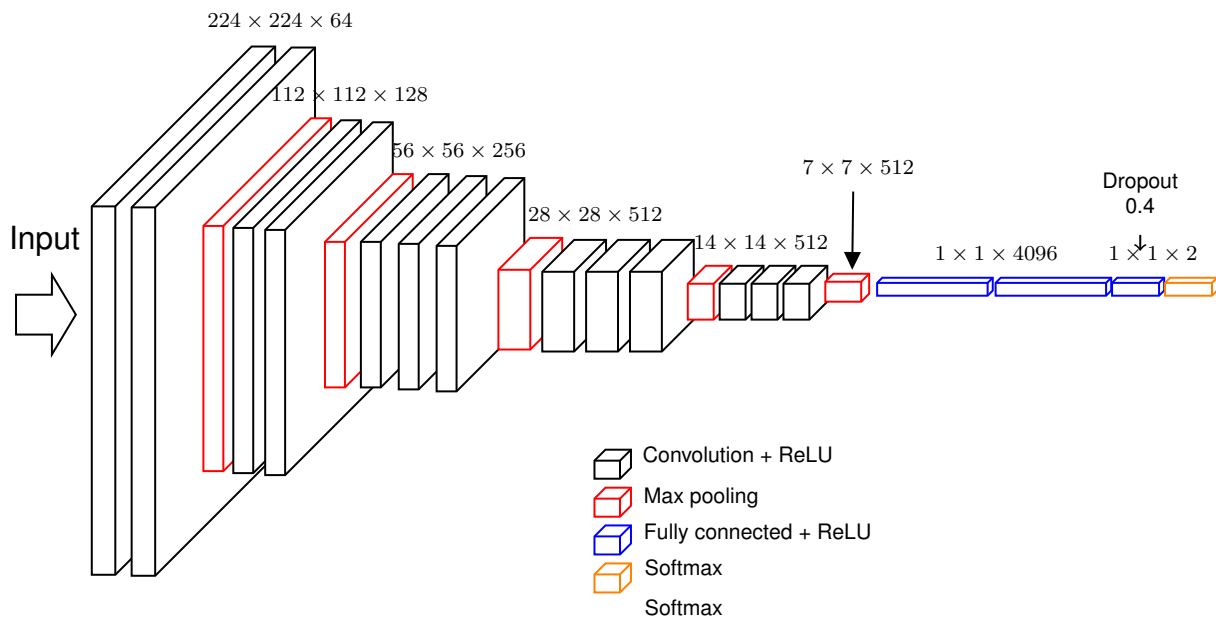 224 × 224 × 64
112 × 112 × 128
56 × 56 × 256
7 × 7 × 512
Dropout
0.4
28 × 28 × 512
Input
14 × 14 × 512
1 × 1 × 4096
1 × 1 × 2
Convolution + ReLU
Max pooling
Fully connected + ReLU
Softmax
Softmax